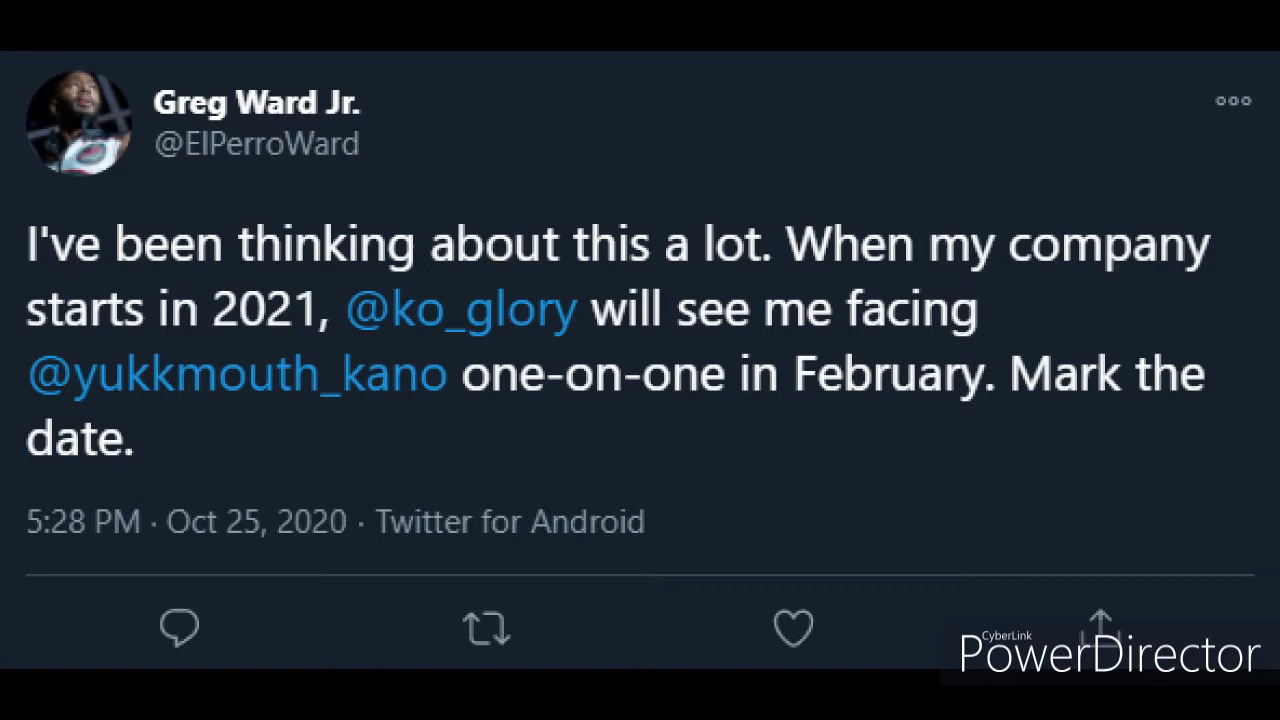 Greg Ward Jr.
@ElPerroWard
I've been thinking about this a lot. When my company
starts in 2021, @ko_glory will see me facing
@yukkmouth_kano one-on-one in February. Mark the
date.
5:28 PM · Oct 25, 2020 · Twitter for Android
CyberLink
PowerDirector